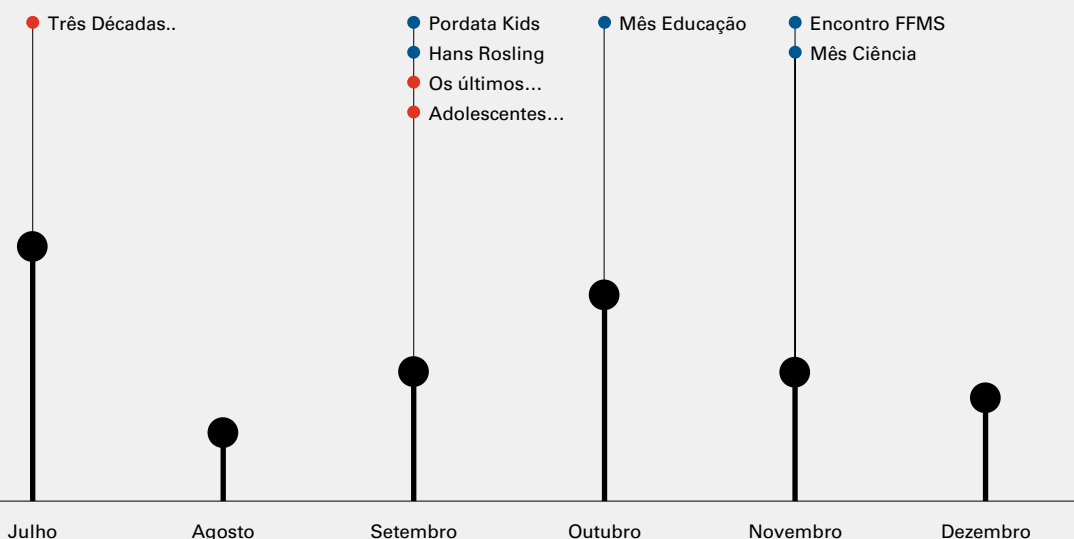 Três Décadas..
Pordata Kids
Hans Rosling
Os últimos...
Adolescentes...
Mês Educação
Encontro FFMS
Mês Ciência
Julho
Agosto
Setembro
Outubro
Novembro
Dezembro